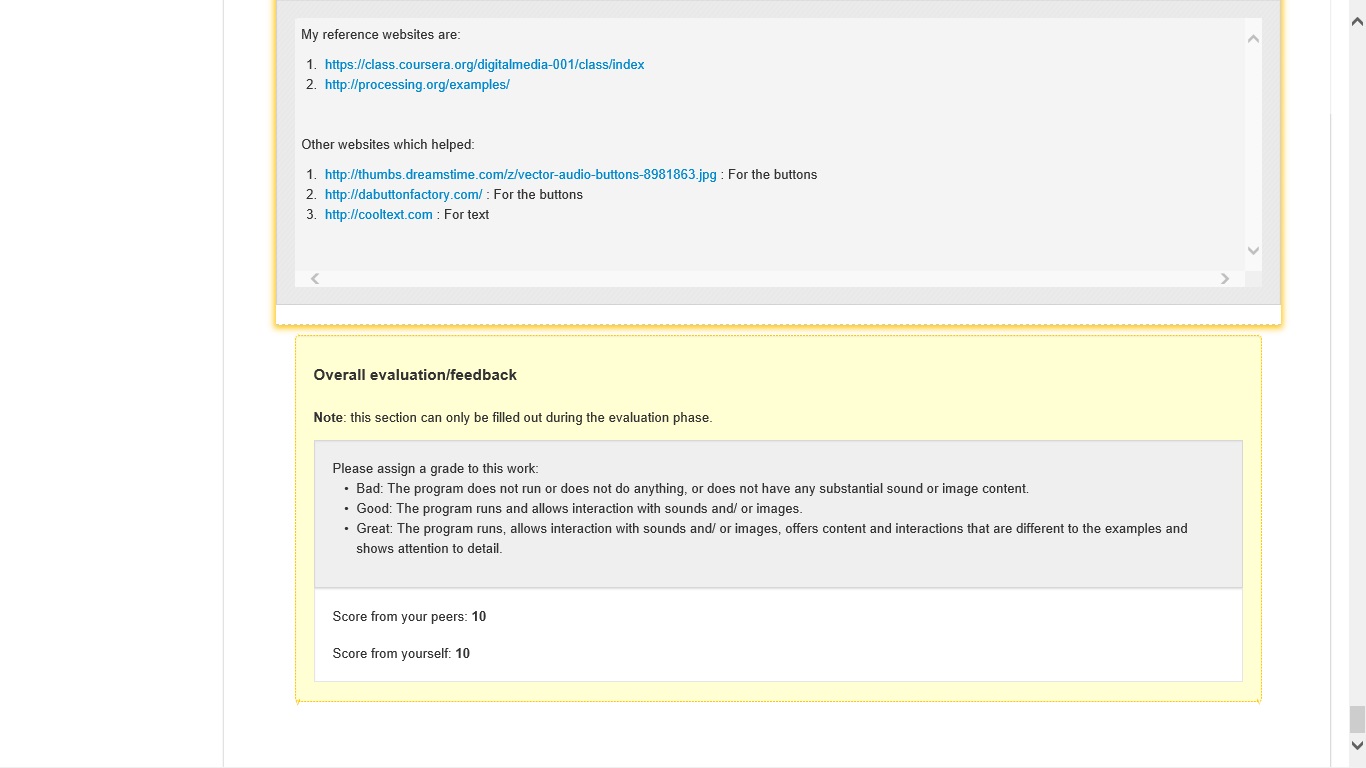 My reference websites are:
1. https://class.coursera.org/digitalmedia-001/class/index
2. http://processing.org/examples/
Other websites which helped:
1. http://thumbs.dreamstime.com/z/vector-audio-buttons-8981863.jpg : For the buttons
2. http://dabuttonfactory.com/ : For the buttons
3. http://cooltext.com : For text
Overall evaluation/feedback
Note: this section can only be filled out during the evaluation phase.
Please assign a grade to this work:
• Bad: The program does not run or does not do anything, or does not have any substantial sound or image content.
• Good: The program runs and allows interaction with sounds and/ or images.
• Great: The program runs, allows interaction with sounds and/ or images, offers content and interactions that are different to the examples and
shows attention to detail.
Score from your peers: 10
Score from yourself: 10